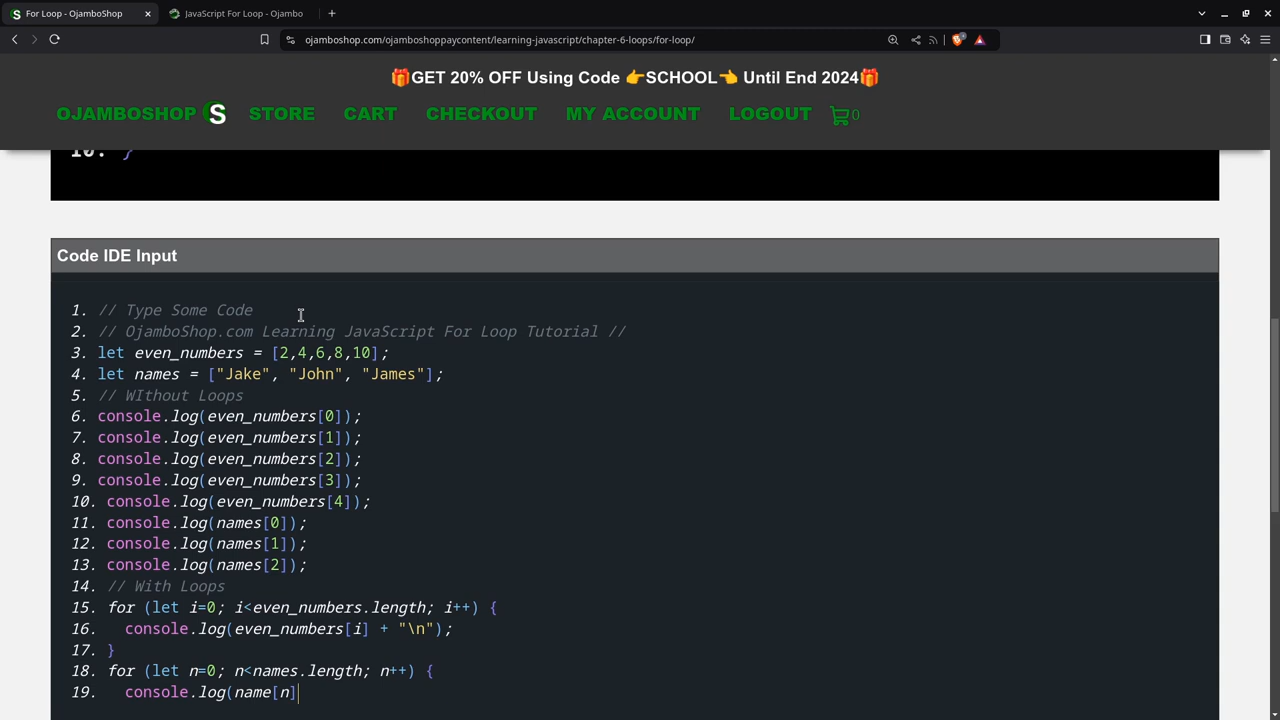 For Loop - OjamboShop
JavaScript For Loop - Ojambo
ojamboshop.com/ojamboshoppaycontent/learning-javascript/chapter-6-loops/for-loop/
🎁GET 20% OFF Using Code 👉SCHOOL👈 Until End 2024🎁
OJAMBOSHOP S STORE CART CHECKOUT MY ACCOUNT LOGOUT 0
16. }
Code IDE Input
1. // Type Some Code
2. // OjamboShop.com Learning JavaScript For Loop Tutorial //
3. let even_numbers = [2,4,6,8,10];
4. let names = ["Jake", "John", "James"];
5. // WIthout Loops
6. console.log(even_numbers[0]);
7. console.log(even_numbers[1]);
8. console.log(even_numbers[2]);
9. console.log(even_numbers[3]);
10. console.log(even_numbers[4]);
11. console.log(names[0]);
12. console.log(names[1]);
13. console.log(names[2]);
14. // With Loops
15. for (let i=0; i<even_numbers.length; i++) {
16.   console.log(even_numbers[i] + "\n");
17. }
18. for (let n=0; n<names.length; n++) {
19.   console.log(name[n]